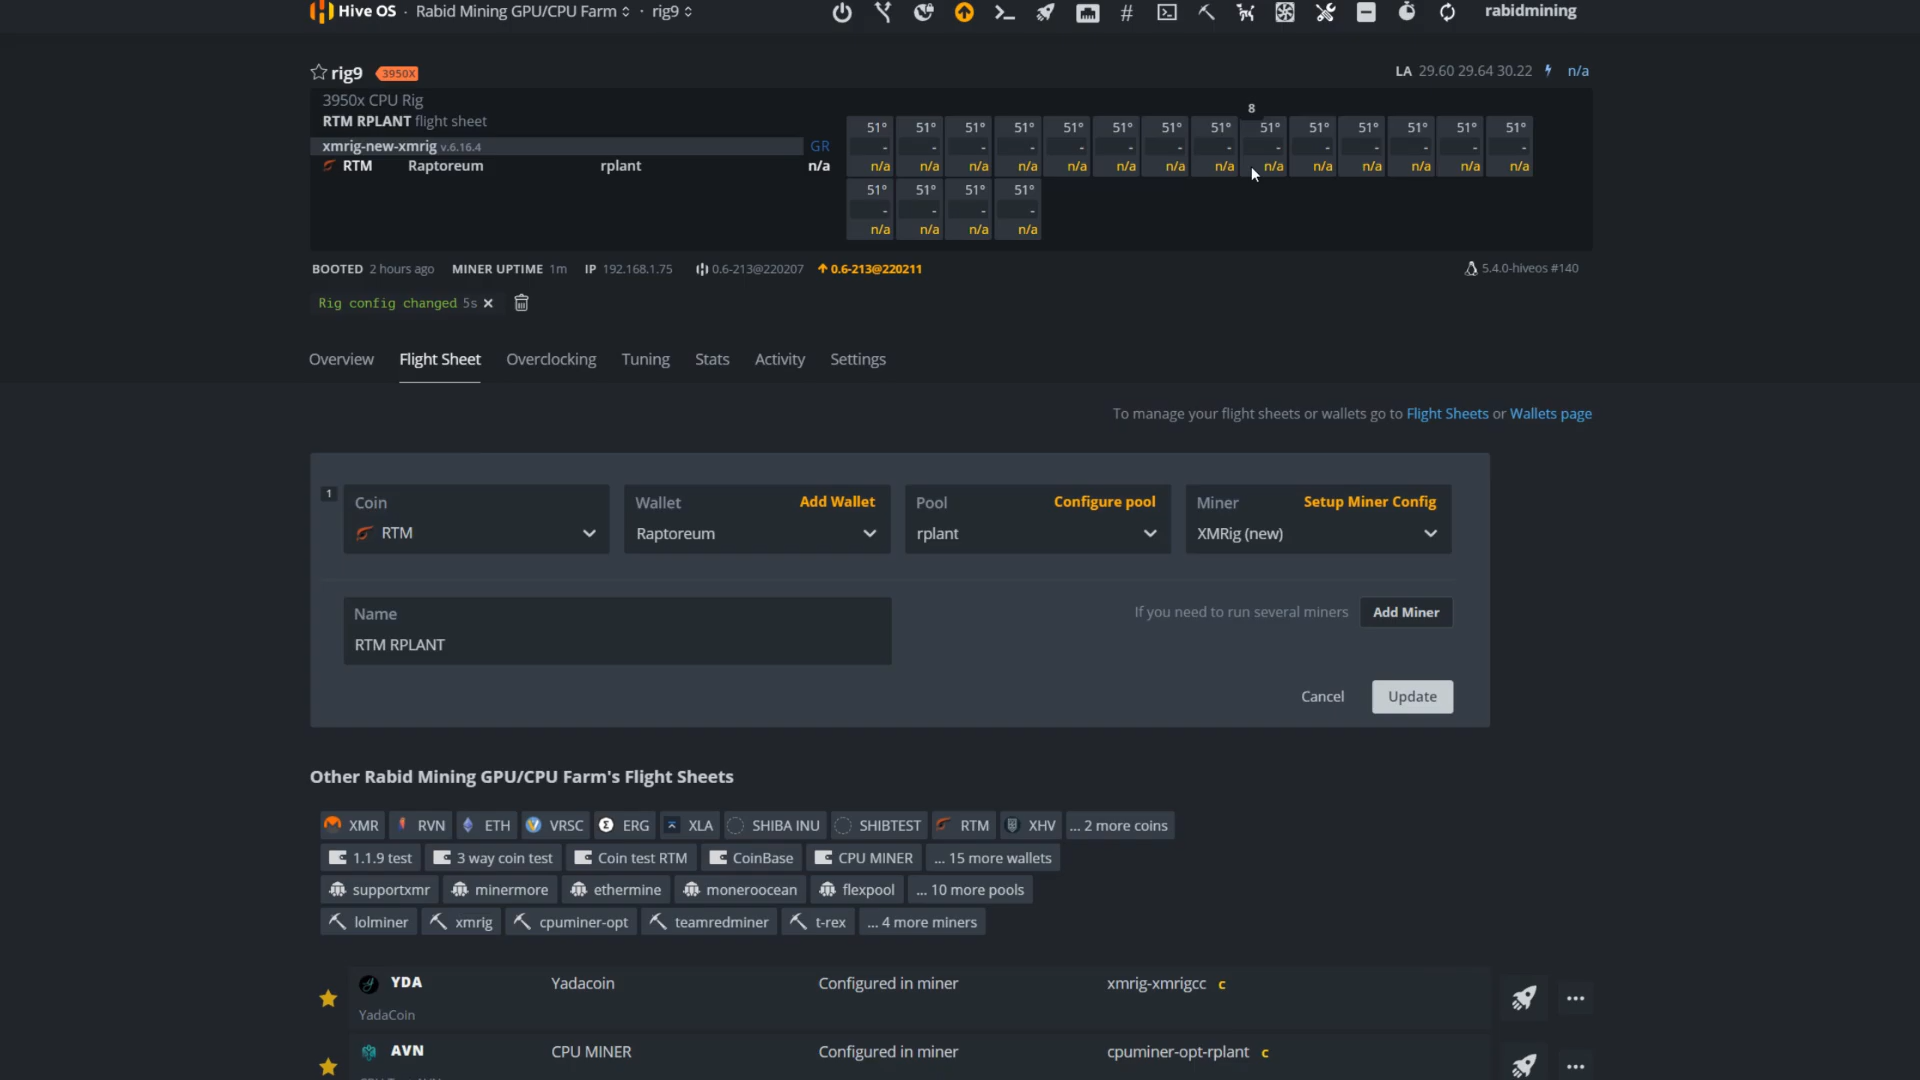 Hive OS · Rabid Mining GPU/CPU Farm · rig9
# rabidmining
rig9 3950X
LA 29.60 29.64 30.22 n/a
3950x CPU Rig
RTM RPLANT flight sheet
xmrig-new-xmrig v.6.16.4 GR
RTM Raptoreum rplant n/a
8
51° 51° 51° 51° 51° 51° 51° 51° 51° 51° 51° 51° 51° 51°
- - - - - - - - - - - - - -
n/a n/a n/a n/a n/a n/a n/a n/a n/a n/a n/a n/a n/a n/a
51° 51° 51° 51°
- - - -
n/a n/a n/a n/a
BOOTED 2 hours ago MINER UPTIME 1m IP 192.168.1.75 0.6-213@220207 0.6-213@220211 5.4.0-hiveos #140
Rig config changed 5s
Overview Flight Sheet Overclocking Tuning Stats Activity Settings
To manage your flight sheets or wallets go to Flight Sheets or Wallets page
1
Coin
RTM
Wallet Add Wallet
Raptoreum
Pool Configure pool
rplant
Miner Setup Miner Config
XMRig (new)
Name
RTM RPLANT
If you need to run several miners Add Miner
Cancel Update
Other Rabid Mining GPU/CPU Farm's Flight Sheets
XMR RVN ETH VRSC ERG XLA SHIBA INU SHIBTEST RTM XHV ... 2 more coins
1.1.9 test 3 way coin test Coin test RTM CoinBase CPU MINER ... 15 more wallets
supportxmr minermore ethermine moneroocean flexpool ... 10 more pools
lolminer xmrig cpuminer-opt teamredminer t-rex ... 4 more miners
YDA Yadacoin Configured in miner xmrig-xmrigcc c
YadaCoin
AVN CPU MINER Configured in miner cpuminer-opt-rplant c